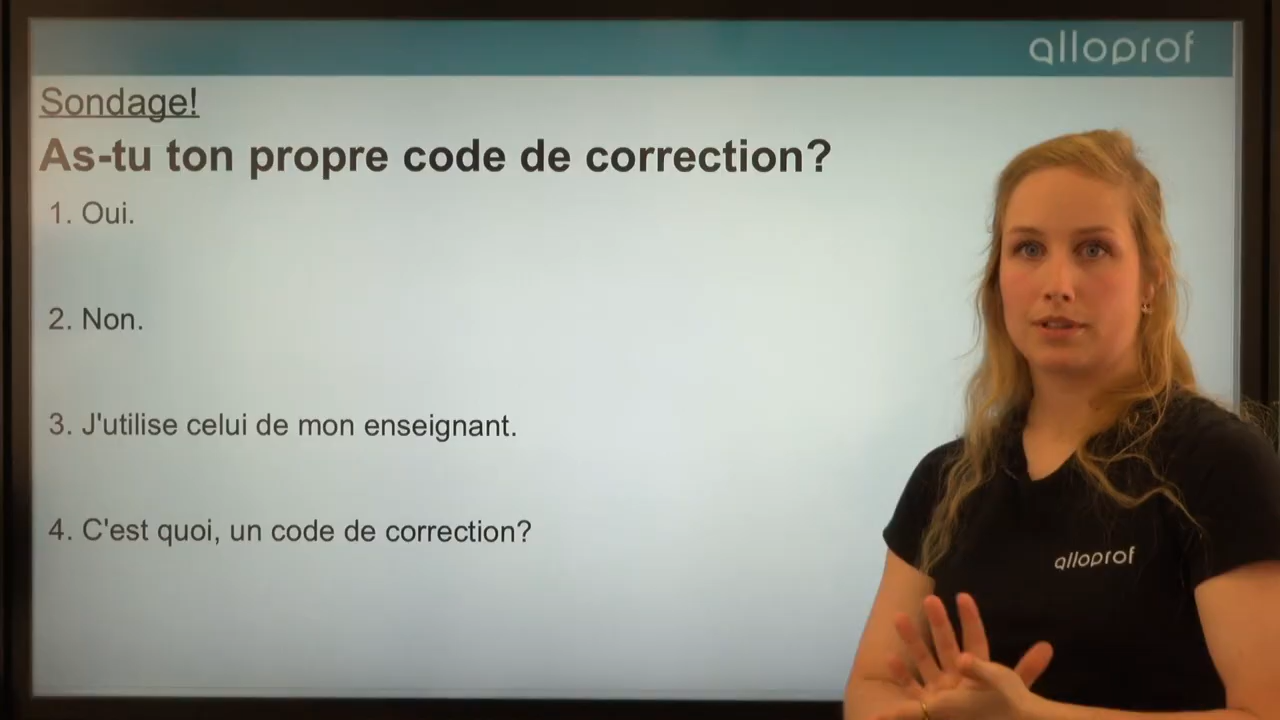 alloprof
Sondage!
As-tu ton propre code de correction?
1. Oui.
2. Non.
3. J'utilise celui de mon enseignant.
4. C'est quoi, un code de correction?
alloprof